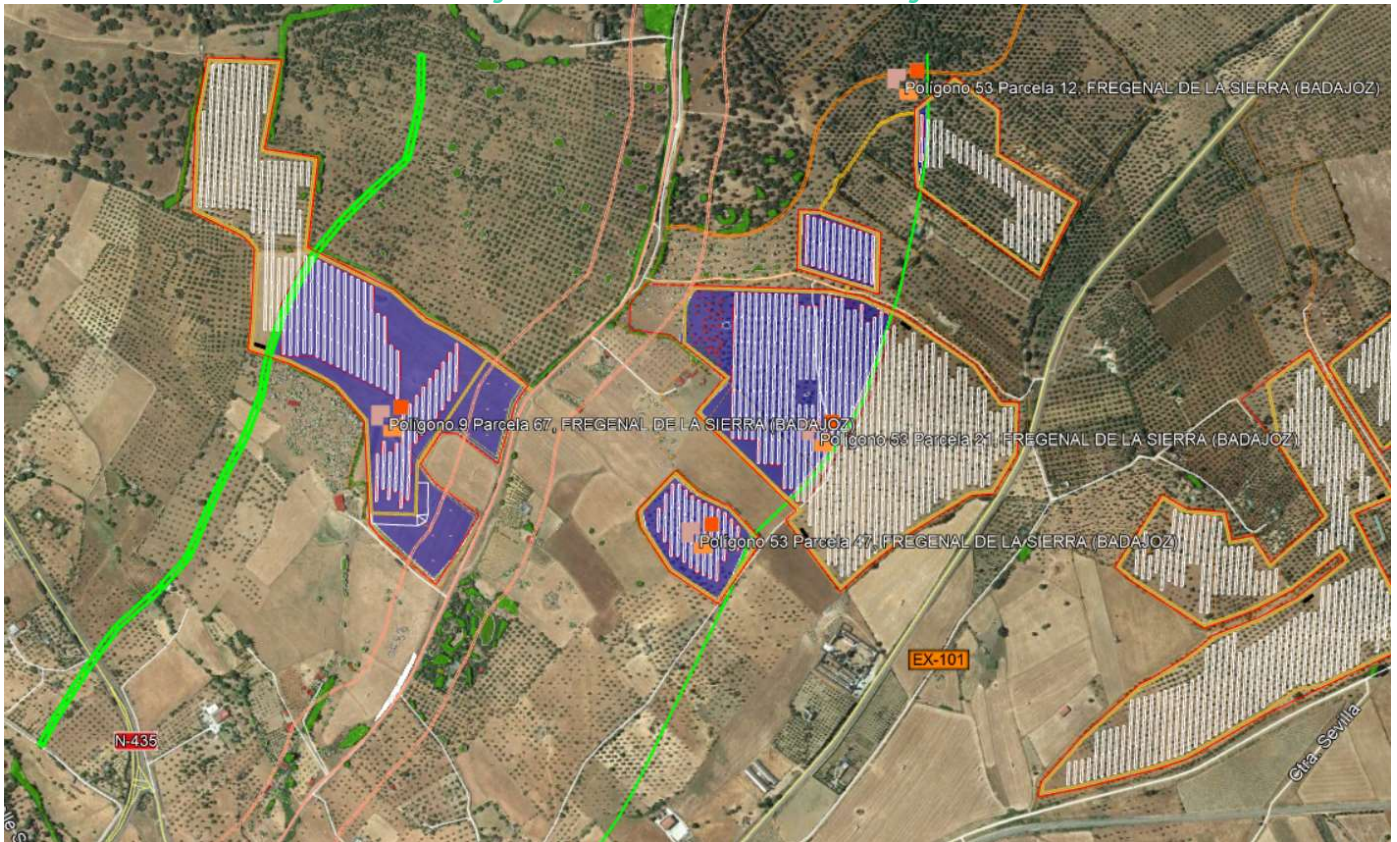 Polígono 53 Parcela 12, FREGENAL DE LA SIERRA (BADAJOZ)
Polígono 9 Parcela 67, FREGENAL DE LA SIERRA (BADAJOZ)
Polígono 53 Parcela 21, FREGENAL DE LA SIERRA (BADAJOZ)
Polígono 53 Parcela 47, FREGENAL DE LA SIERRA (BADAJOZ)
EX-101
N-435
Ctra. Sevilla